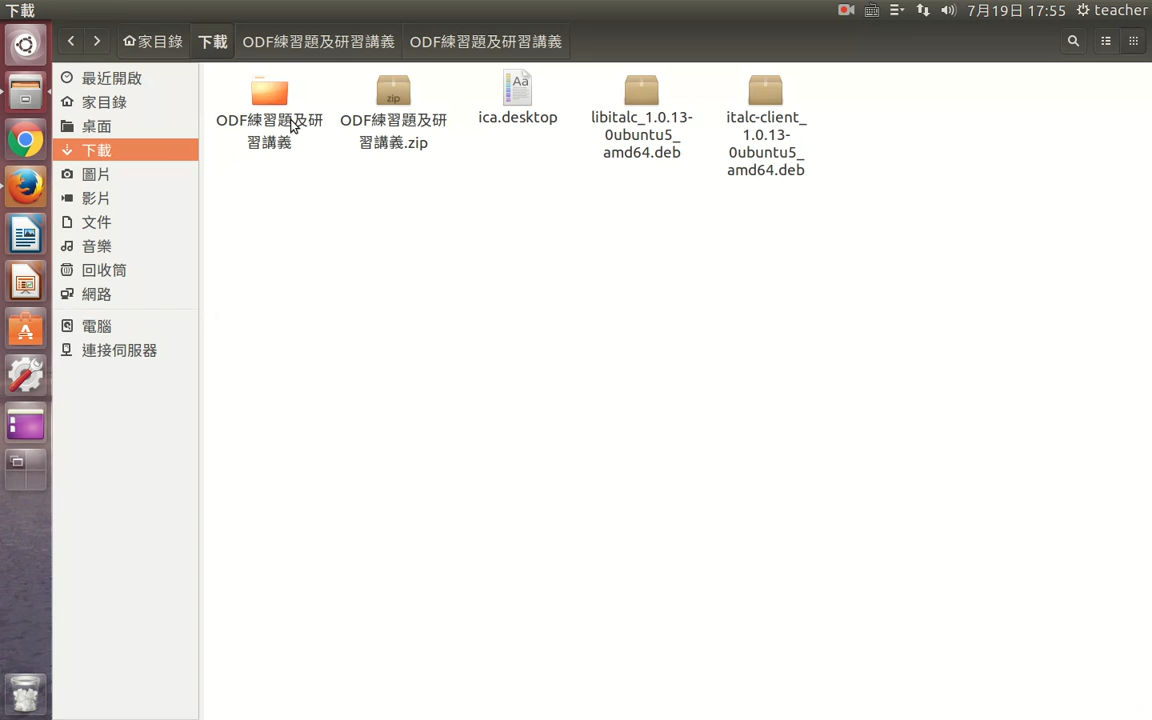 下載
7月19日 17:55
teacher
家目錄
下載
ODF練習題及研習講義
ODF練習題及研習講義
最近開啟
家目錄
桌面
下載
圖片
影片
文件
音樂
回收筒
網路
電腦
連接伺服器
ODF練習題及研
習講義
zip
ODF練習題及研
習講義.zip
Aa
ica.desktop
libitalc_1.0.13-
0ubuntu5_
amd64.deb
italc-client_
1.0.13-
0ubuntu5_
amd64.deb